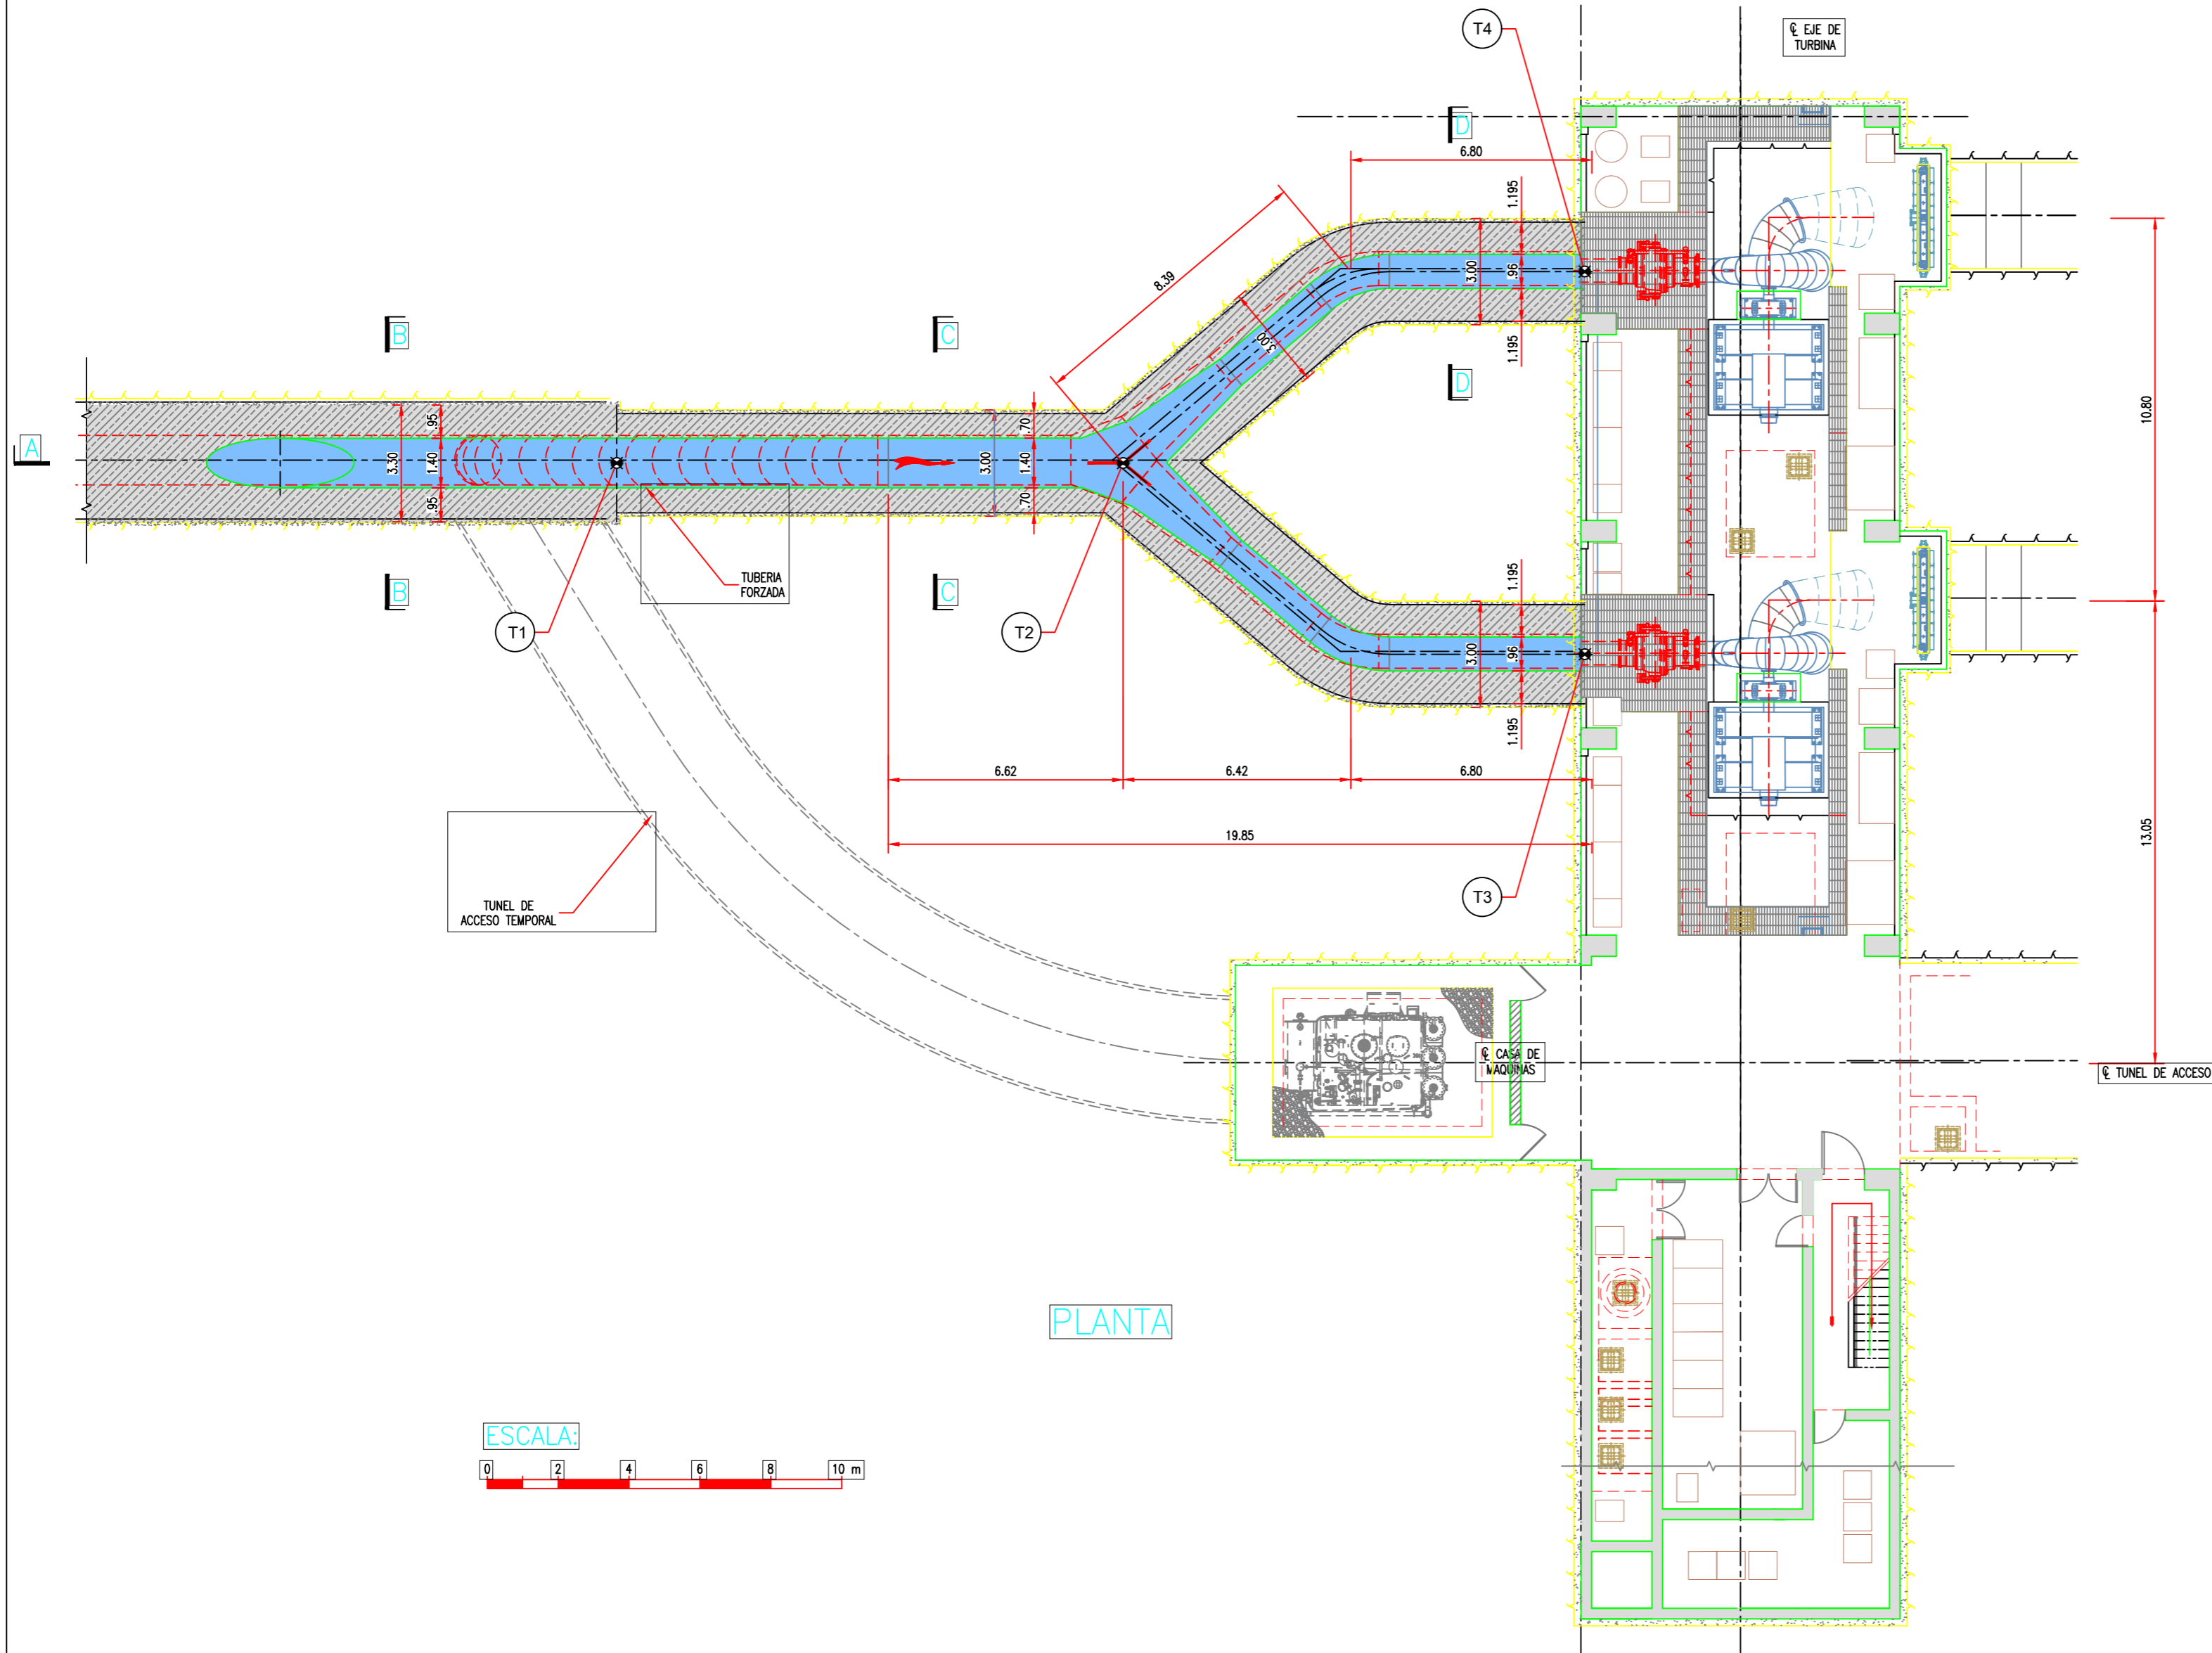 T4
℄ EJE DE
TURBINA
D
6.80
1.195
8.39
3.00
.96
3.00
10.80
B
C
1.195
D
A
.95
3.30
1.40
.95
.70
3.00
1.40
.70
TUBERIA
FORZADA
B
C
T1
T2
1.195
3.00
.96
1.195
6.62
6.42
6.80
19.85
13.05
T3
TUNEL DE
ACCESO TEMPORAL
℄ CASA DE
MAQUINAS
℄ TUNEL DE ACCESO
PLANTA
ESCALA:
0 2 4 6 8 10 m